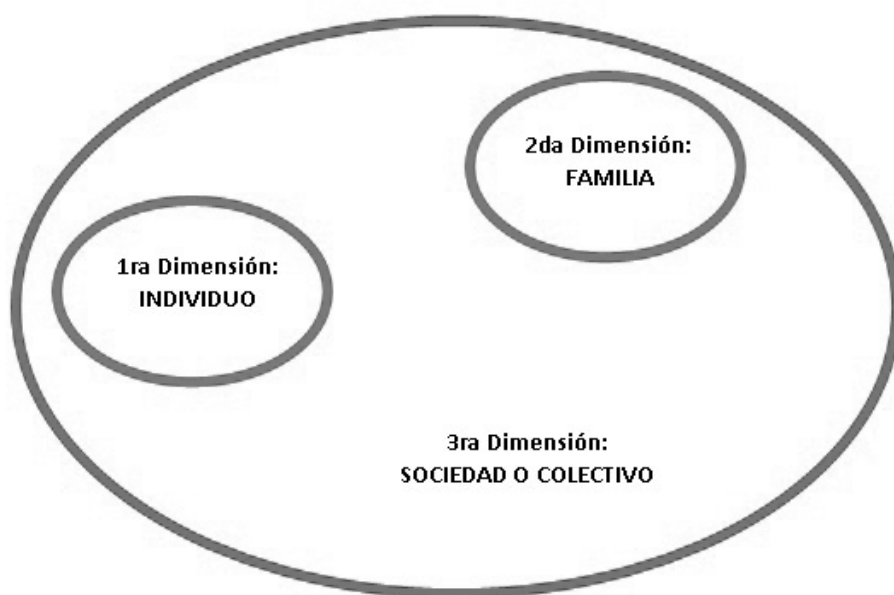 2da Dimensión:
FAMILIA
1ra Dimensión:
INDIVIDUO
3ra Dimensión:
SOCIEDAD O COLECTIVO